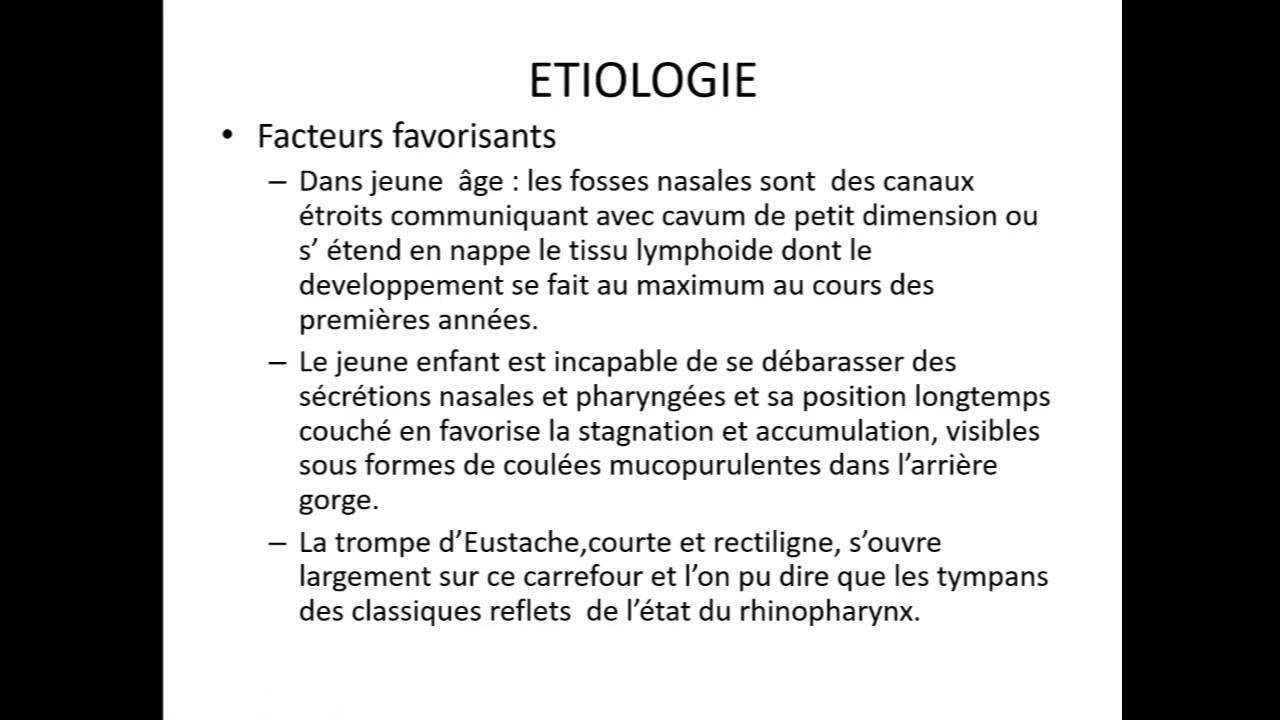 ETIOLOGIE
• Facteurs favorisants
– Dans jeune  âge : les fosses nasales sont  des canaux
étroits communiquant avec cavum de petit dimension ou
s’ étend en nappe le tissu lymphoide dont le
developpement se fait au maximum au cours des
premières années.
– Le jeune enfant est incapable de se débarasser des
sécrétions nasales et pharyngées et sa position longtemps
couché en favorise la stagnation et accumulation, visibles
sous formes de coulées mucopurulentes dans l’arrière
gorge.
– La trompe d’Eustache,courte et rectiligne, s’ouvre
largement sur ce carrefour et l’on pu dire que les tympans
des classiques reflets  de l’état du rhinopharynx.